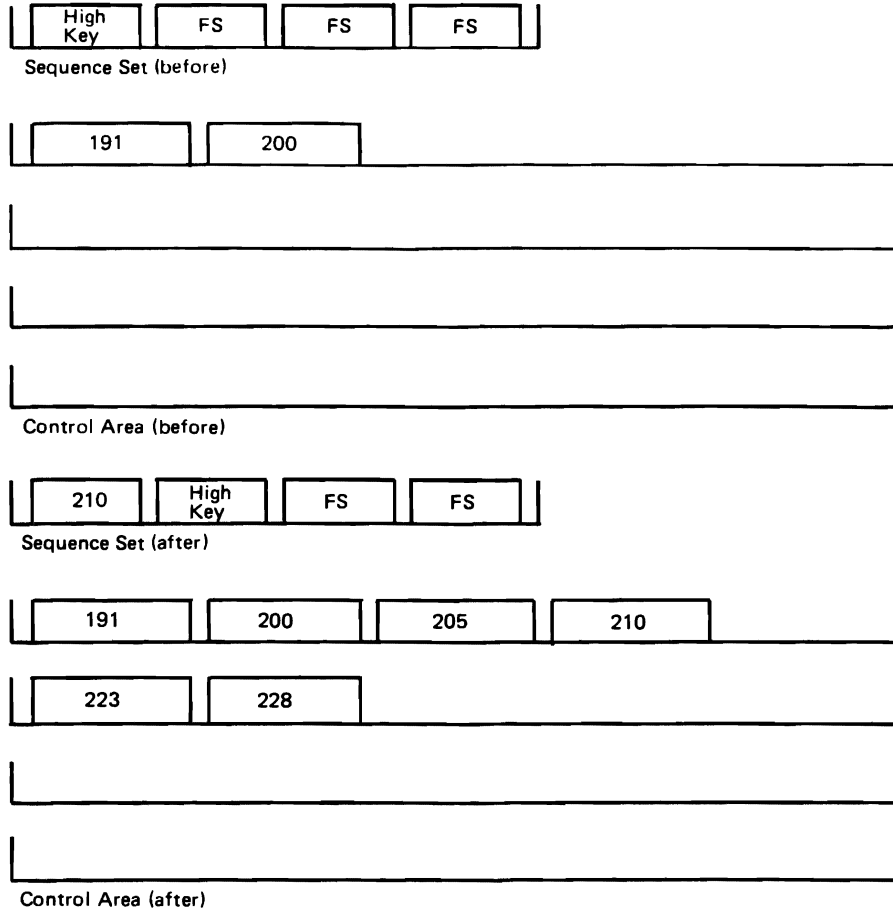 High Key FS FS FS
Sequence Set (before)
191 200
Control Area (before)
210 High Key FS FS
Sequence Set (after)
191 200 205 210
223 228
Control Area (after)